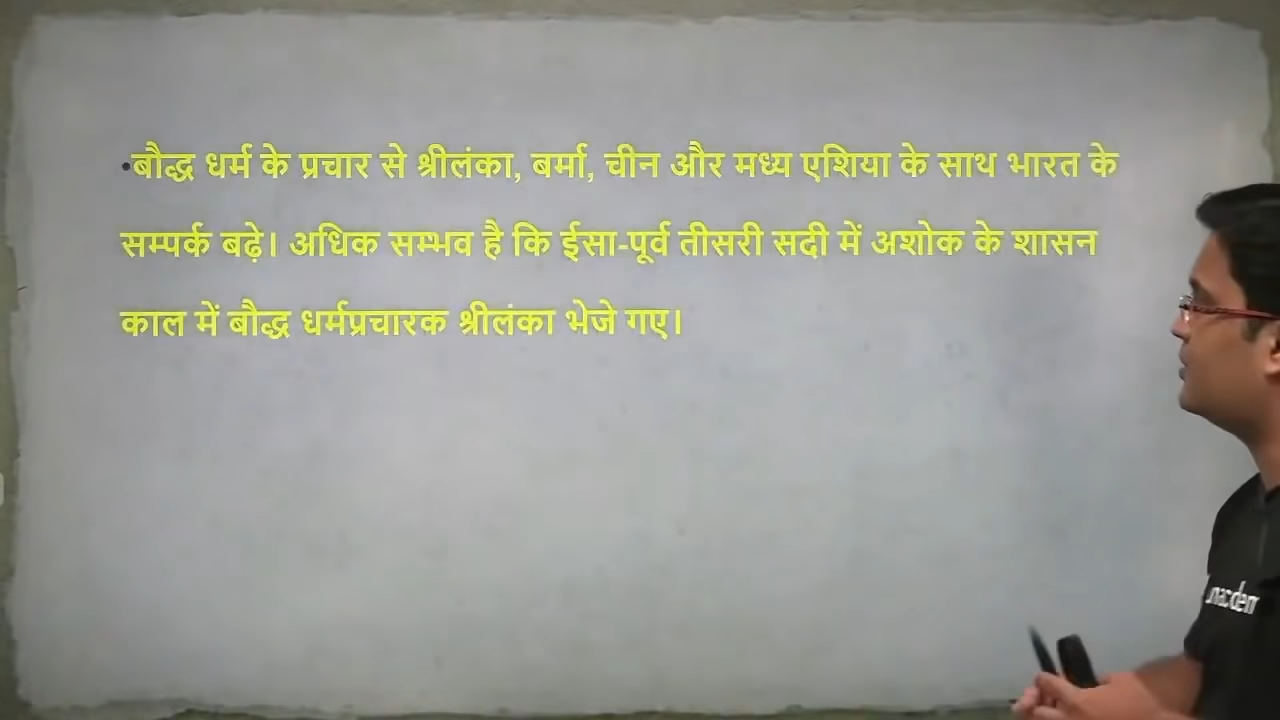 •बौद्ध धर्म के प्रचार से श्रीलंका, बर्मा, चीन और मध्य एशिया के साथ भारत के
सम्पर्क बढ़े। अधिक सम्भव है कि ईसा-पूर्व तीसरी सदी में अशोक के शासन
काल में बौद्ध धर्मप्रचारक श्रीलंका भेजे गए।